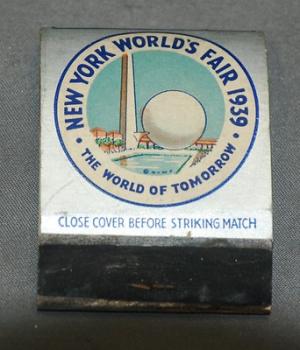 NEW YORK WORLD'S FAIR 1939
• THE WORLD OF TOMORROW •
CLOSE COVER BEFORE STRIKING MATCH